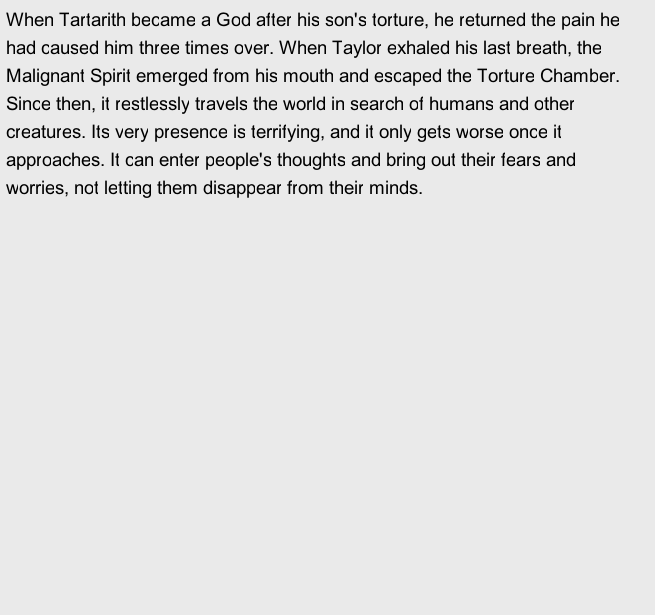 When Tartarith became a God after his son's torture, he returned the pain he
had caused him three times over. When Taylor exhaled his last breath, the
Malignant Spirit emerged from his mouth and escaped the Torture Chamber.
Since then, it restlessly travels the world in search of humans and other
creatures. Its very presence is terrifying, and it only gets worse once it
approaches. It can enter people's thoughts and bring out their fears and
worries, not letting them disappear from their minds.